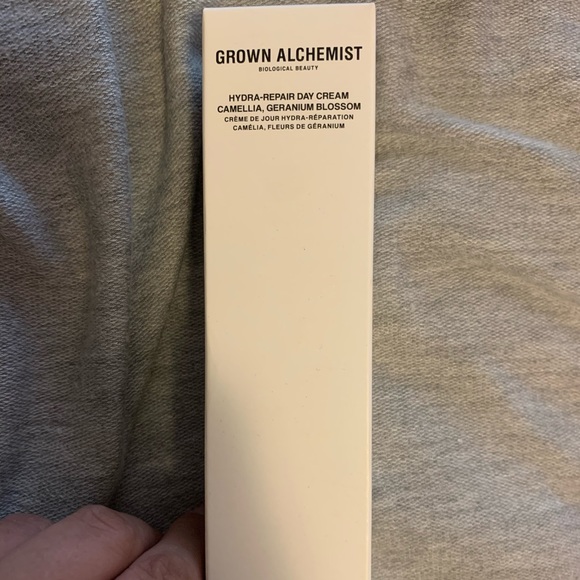 GROWN ALCHEMIST
BIOLOGICAL BEAUTY
HYDRA-REPAIR DAY CREAM
CAMELLIA, GERANIUM BLOSSOM
CRÈME DE JOUR HYDRA-RÉPARATION
CAMÉLIA, FLEURS DE GÉRANIUM